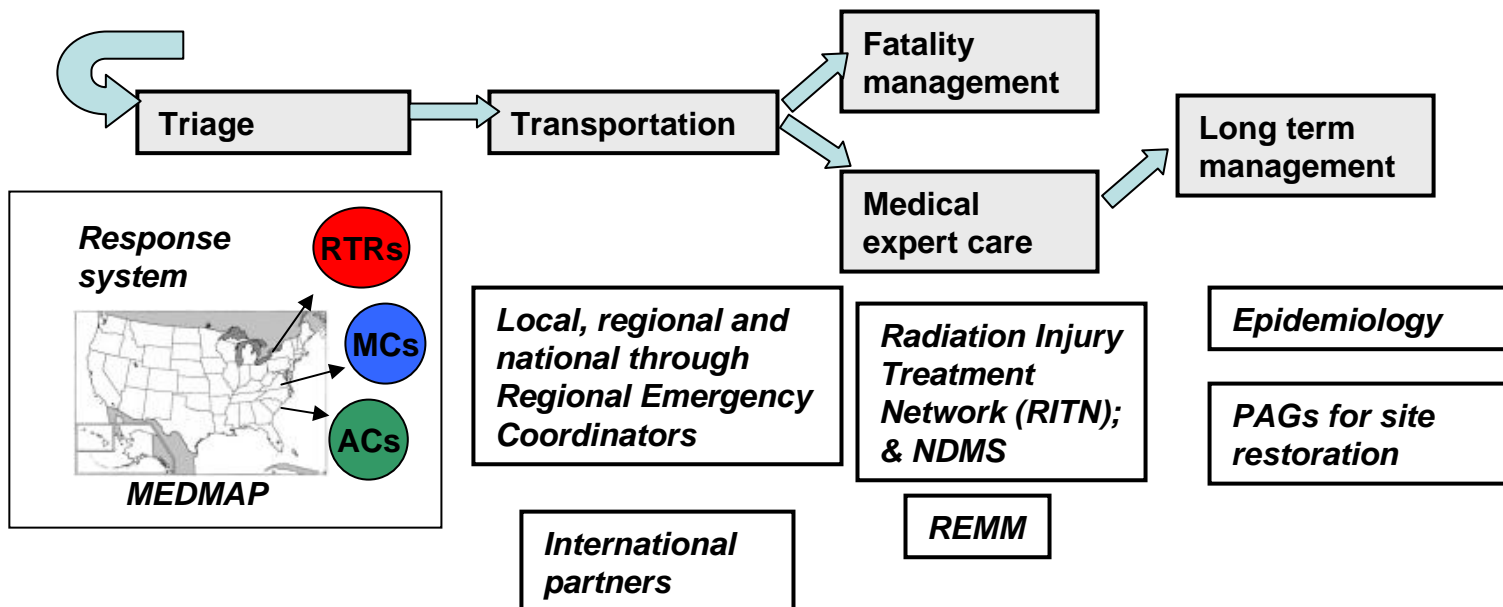 Triage
Transportation
Fatality
management
Medical
expert care
Long term
management
Response
system
RTRs
MCs
ACs
MEDMAP
Local, regional and
national through
Regional Emergency
Coordinators
International
partners
Radiation Injury
Treatment
Network (RITN);
& NDMS
REMM
Epidemiology
PAGs for site
restoration